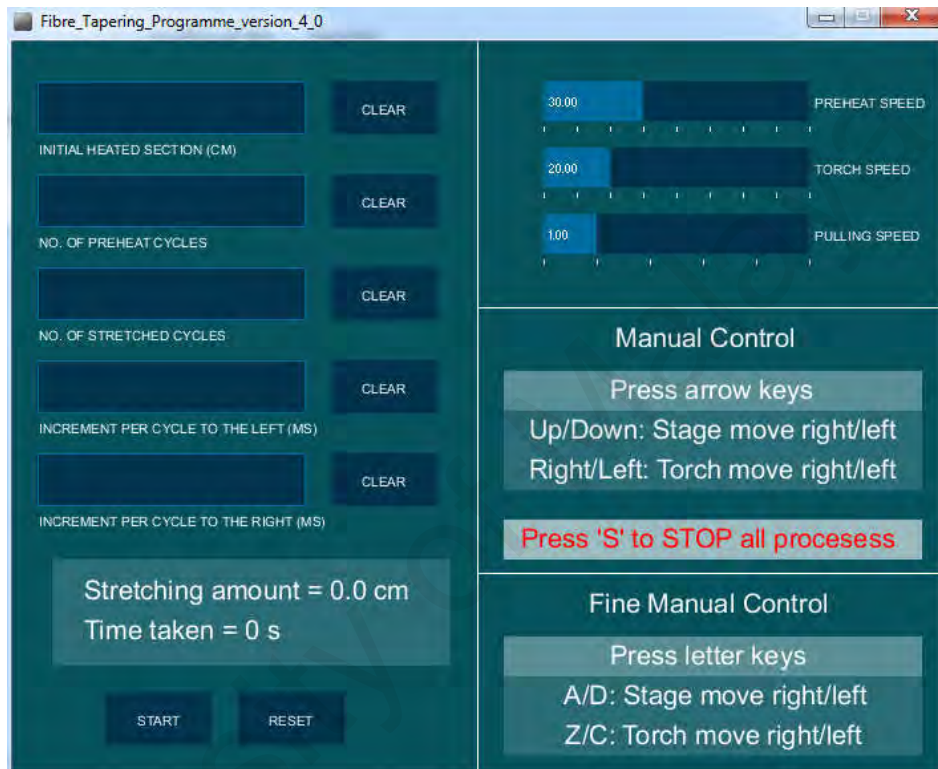 Fibre_Tapering_Programme_version_4_0
CLEAR
INITIAL HEATED SECTION (CM)
CLEAR
NO. OF PREHEAT CYCLES
CLEAR
NO. OF STRETCHED CYCLES
CLEAR
INCREMENT PER CYCLE TO THE LEFT (MS)
CLEAR
INCREMENT PER CYCLE TO THE RIGHT (MS)
Stretching amount = 0.0 cm
Time taken = 0 s
START RESET
30.00 PREHEAT SPEED
20.00 TORCH SPEED
1.00 PULLING SPEED
Manual Control
Press arrow keys
Up/Down: Stage move right/left
Right/Left: Torch move right/left
Press 'S' to STOP all procesess
Fine Manual Control
Press letter keys
A/D: Stage move right/left
Z/C: Torch move right/left